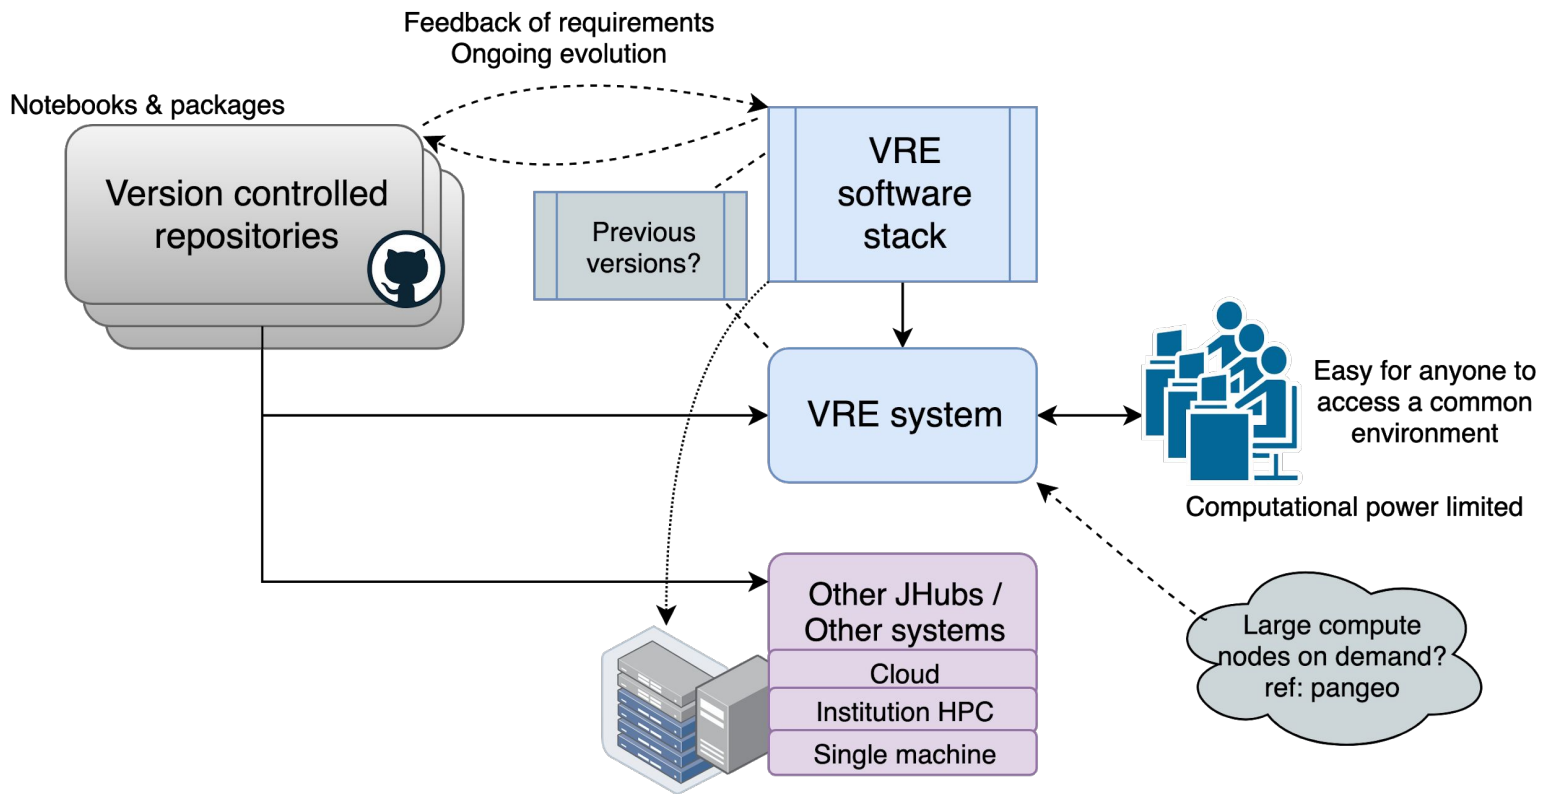 Feedback of requirements
Ongoing evolution
Notebooks & packages
Version controlled
repositories
VRE
software
stack
Previous
versions?
VRE system
Easy for anyone to
access a common
environment
Computational power limited
Other JHubs /
Other systems
Cloud
Institution HPC
Single machine
Large compute
nodes on demand?
ref: pangeo